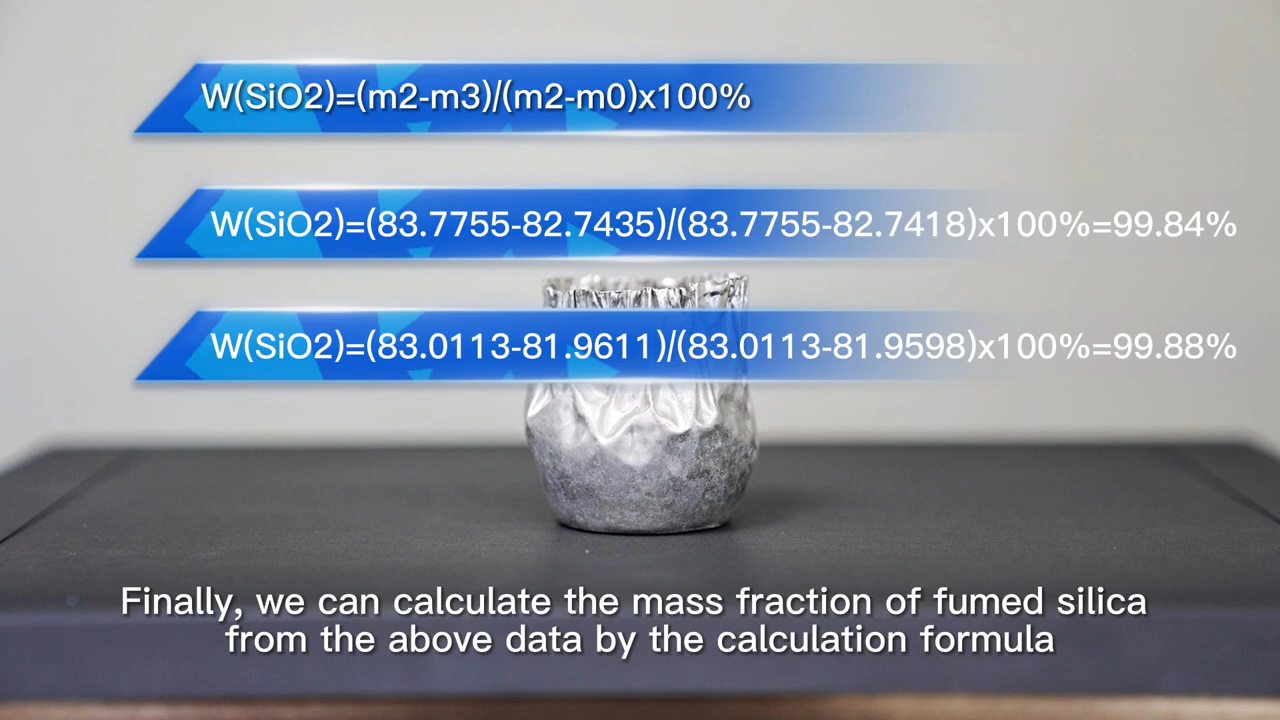 W(SiO2)=(m2-m3)/(m2-m0)x100%
W(SiO2)=(83.7755-82.7435)/(83.7755-82.7418)x100%=99.84%
W(SiO2)=(83.0113-81.9611)/(83.0113-81.9598)x100%=99.88%
Finally, we can calculate the mass fraction of fumed silica
from the above data by the calculation formula